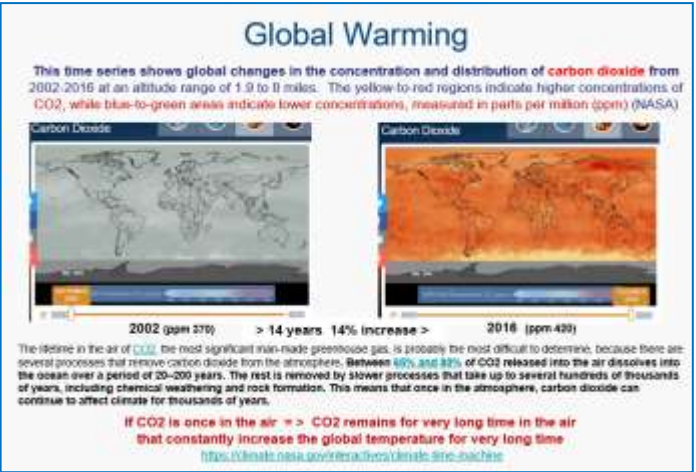 Global Warming
This time series shows global changes in the concentration and distribution of carbon dioxide from
2002-2016 at an altitude range of 1.9 to 8 miles. The yellow-to-red regions indicate higher concentrations of
CO2, while blue-to-green areas indicate lower concentrations, measured in parts per million (ppm) (NASA)
Carbon Dioxide
Carbon Dioxide
2002 (ppm 370) > 14 years 14% increase > 2016 (ppm 420)
The lifetime in the air of CO2, the most significant man-made greenhouse gas, is probably the most difficult to determine, because there are
several processes that remove carbon dioxide from the atmosphere. Between 65% and 80% of CO2 released into the air dissolves into
the ocean over a period of 20–200 years. The rest is removed by slower processes that take up to several hundreds of thousands
of years, including chemical weathering and rock formation. This means that once in the atmosphere, carbon dioxide can
continue to affect climate for thousands of years.
If CO2 is once in the air = > CO2 remains for very long time in the air
that constantly increase the global temperature for very long time
https://climate.nasa.gov/interactives/climate-time-machine